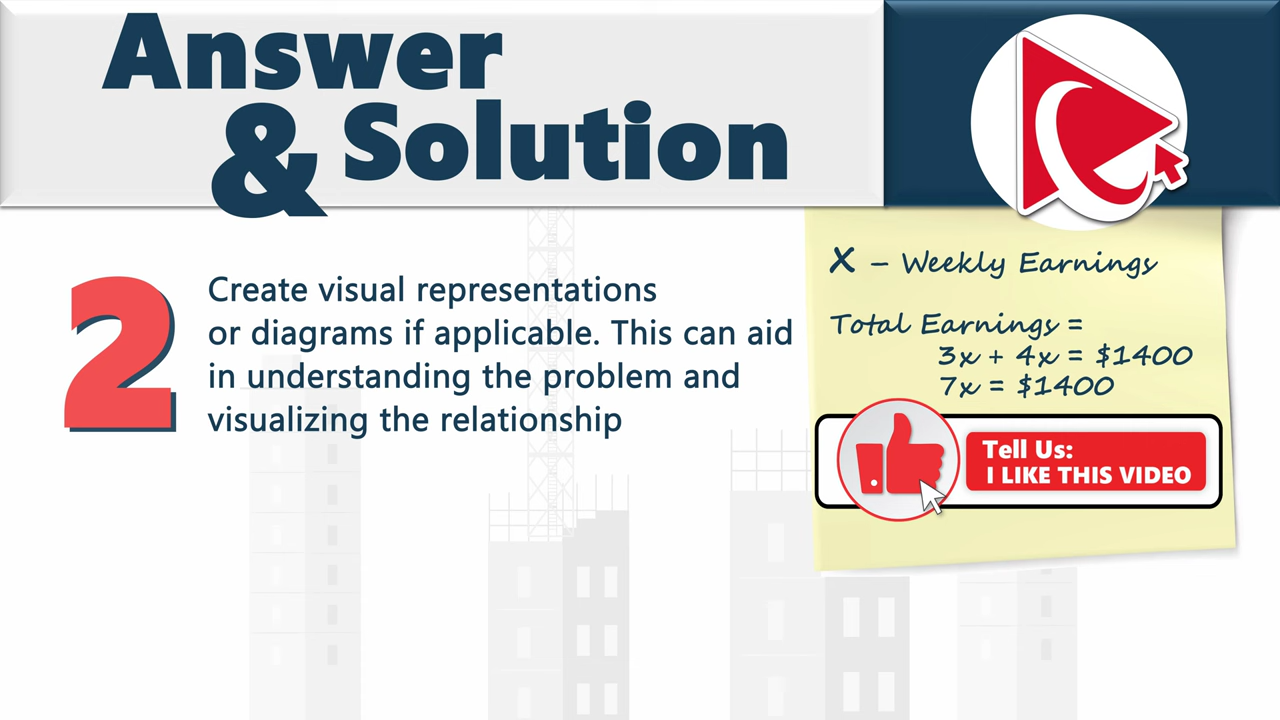 Answer
& Solution
2
Create visual representations
or diagrams if applicable. This can aid
in understanding the problem and
visualizing the relationship
X – Weekly Earnings
Total Earnings =
3x + 4x = $1400
7x = $1400
Tell Us:
I LIKE THIS VIDEO